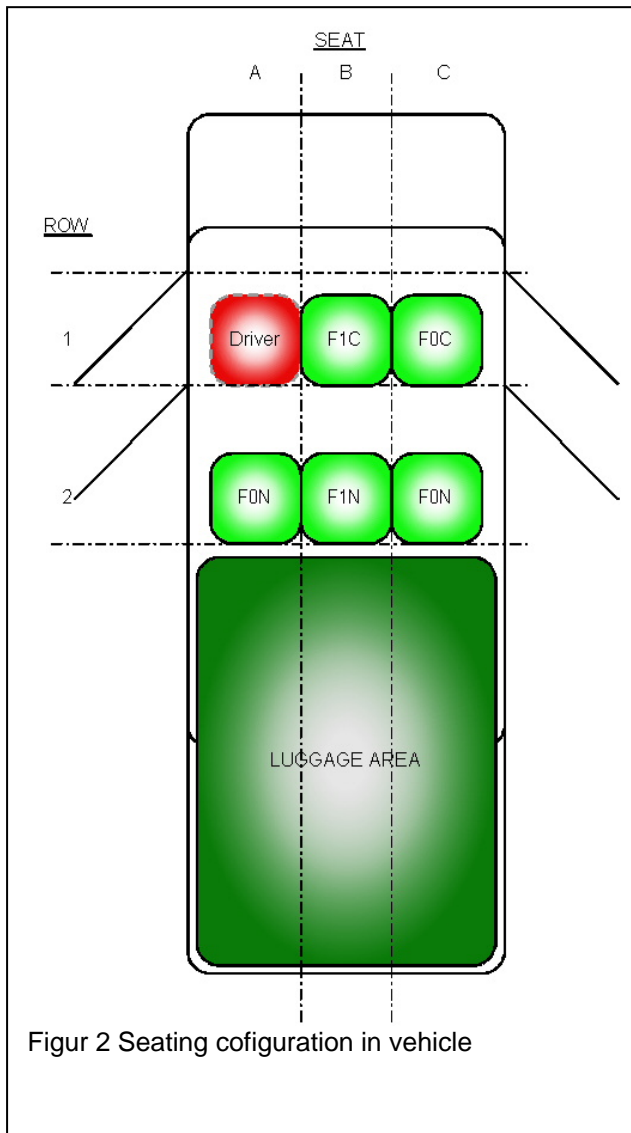 SEAT
A B C
ROW
1 Driver F1C F0C
2 F0N F1N F0N
LUGGAGE AREA
Figur 2 Seating cofiguration in vehicle